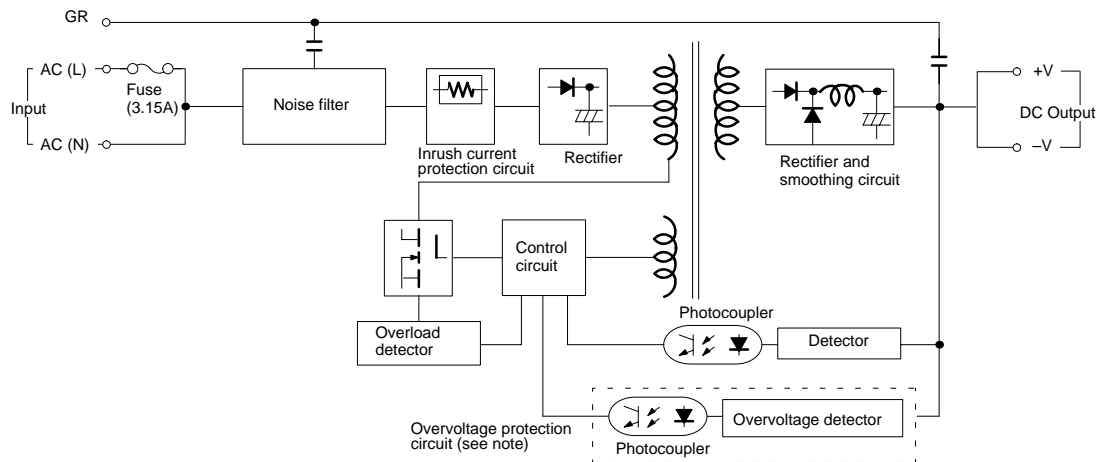 GR
AC (L)
Fuse
(3.15A)
Input
AC (N)
Noise filter
Inrush current
protection circuit
Rectifier
Rectifier and
smoothing circuit
+V
DC Output
–V
Control
circuit
Overload
detector
Photocoupler
Detector
Overvoltage detector
Overvoltage protection
circuit (see note)
Photocoupler